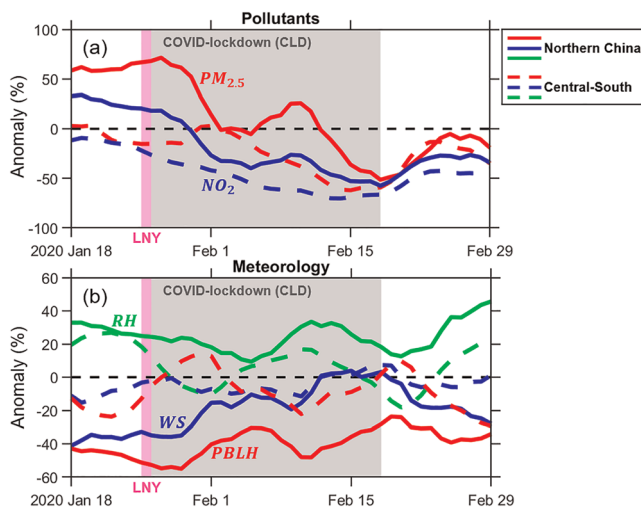 Pollutants
(a)
COVID-lockdown (CLD)
PM2.5
NO2
Anomaly (%)
100
50
0
-50
-100
2020 Jan 18
LNY
Feb 1
Feb 15
Feb 29
Northern China
Central-South
Meteorology
(b)
COVID-lockdown (CLD)
RH
WS
PBLH
Anomaly (%)
60
40
20
0
-20
-40
-60
2020 Jan 18
LNY
Feb 1
Feb 15
Feb 29